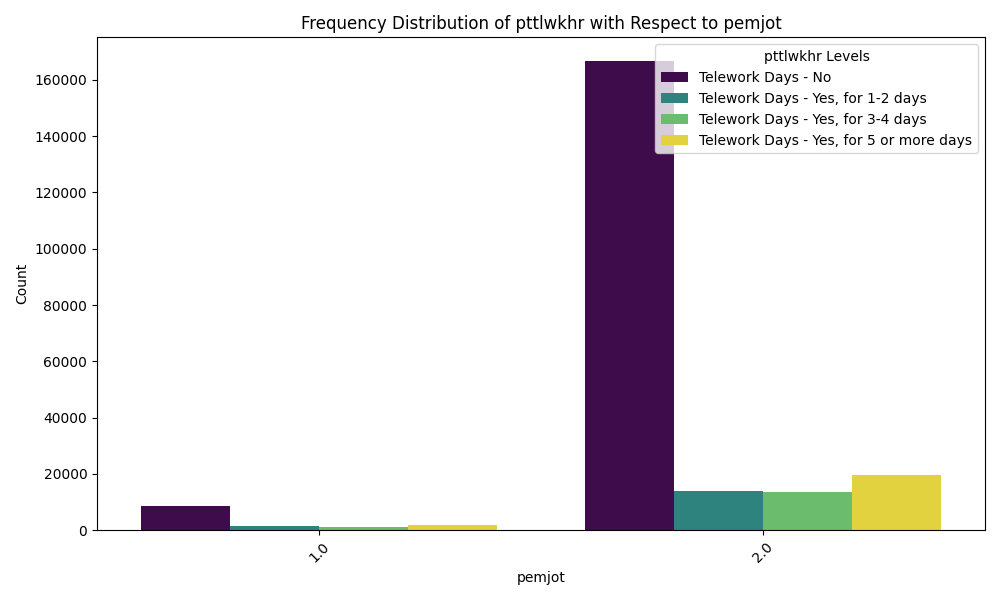 Frequency Distribution of pttlwkhr with Respect to pemjot
pttlwkhr Levels
Telework Days - No
Telework Days - Yes, for 1-2 days
Telework Days - Yes, for 3-4 days
Telework Days - Yes, for 5 or more days
160000
140000
120000
100000
80000
60000
40000
20000
0
Count
1.0
2.0
pemjot